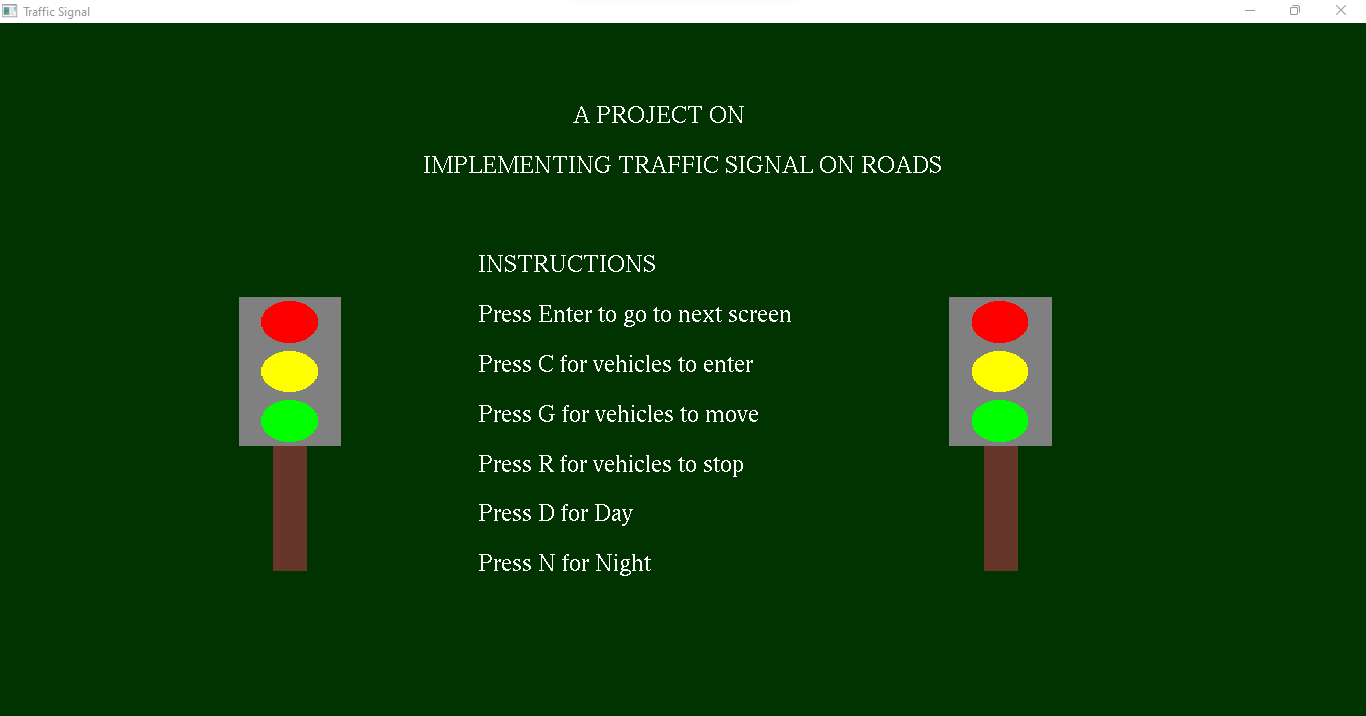 Traffic Signal
A PROJECT ON
IMPLEMENTING TRAFFIC SIGNAL ON ROADS
INSTRUCTIONS
Press Enter to go to next screen
Press C for vehicles to enter
Press G for vehicles to move
Press R for vehicles to stop
Press D for Day
Press N for Night